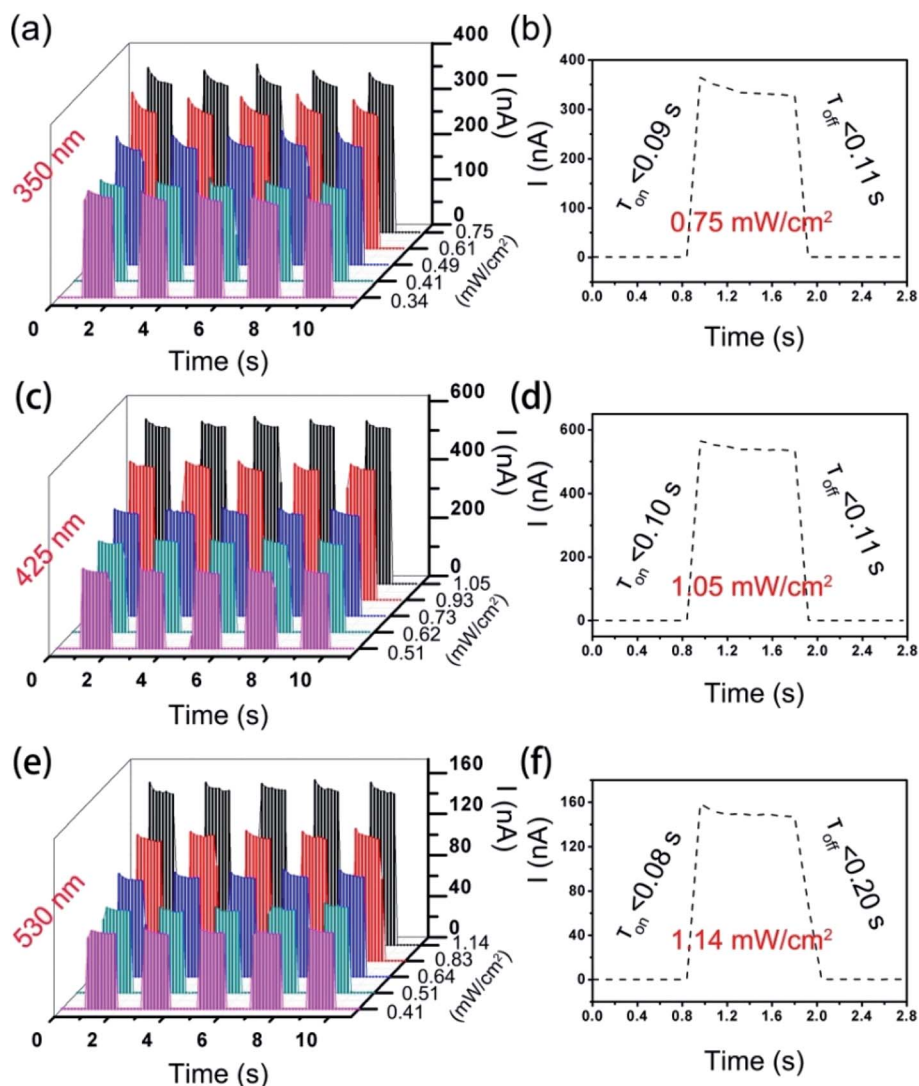 (a)
350 nm
400
300
200
100
0
I (nA)
0.75
0.61
0.49
0.41
0.34
(mW/cm²)
0 2 4 6 8 10
Time (s)
(b)
400
300
200
100
0
I (nA)
τon <0.09 s
τoff <0.11 s
0.75 mW/cm²
0.0 0.4 0.8 1.2 1.6 2.0 2.4 2.8
Time (s)
(c)
425 nm
600
400
200
0
I (nA)
1.05
0.93
0.73
0.62
0.51
(mW/cm²)
0 2 4 6 8 10
Time (s)
(d)
600
400
200
0
I (nA)
τon <0.10 s
τoff <0.11 s
1.05 mW/cm²
0.0 0.4 0.8 1.2 1.6 2.0 2.4 2.8
Time (s)
(e)
530 nm
160
120
80
40
0
I (nA)
1.14
0.83
0.64
0.51
0.41
(mW/cm²)
0 2 4 6 8 10
Time (s)
(f)
160
120
80
40
0
I (nA)
τon <0.08 s
τoff <0.20 s
1.14 mW/cm²
0.0 0.4 0.8 1.2 1.6 2.0 2.4 2.8
Time (s)